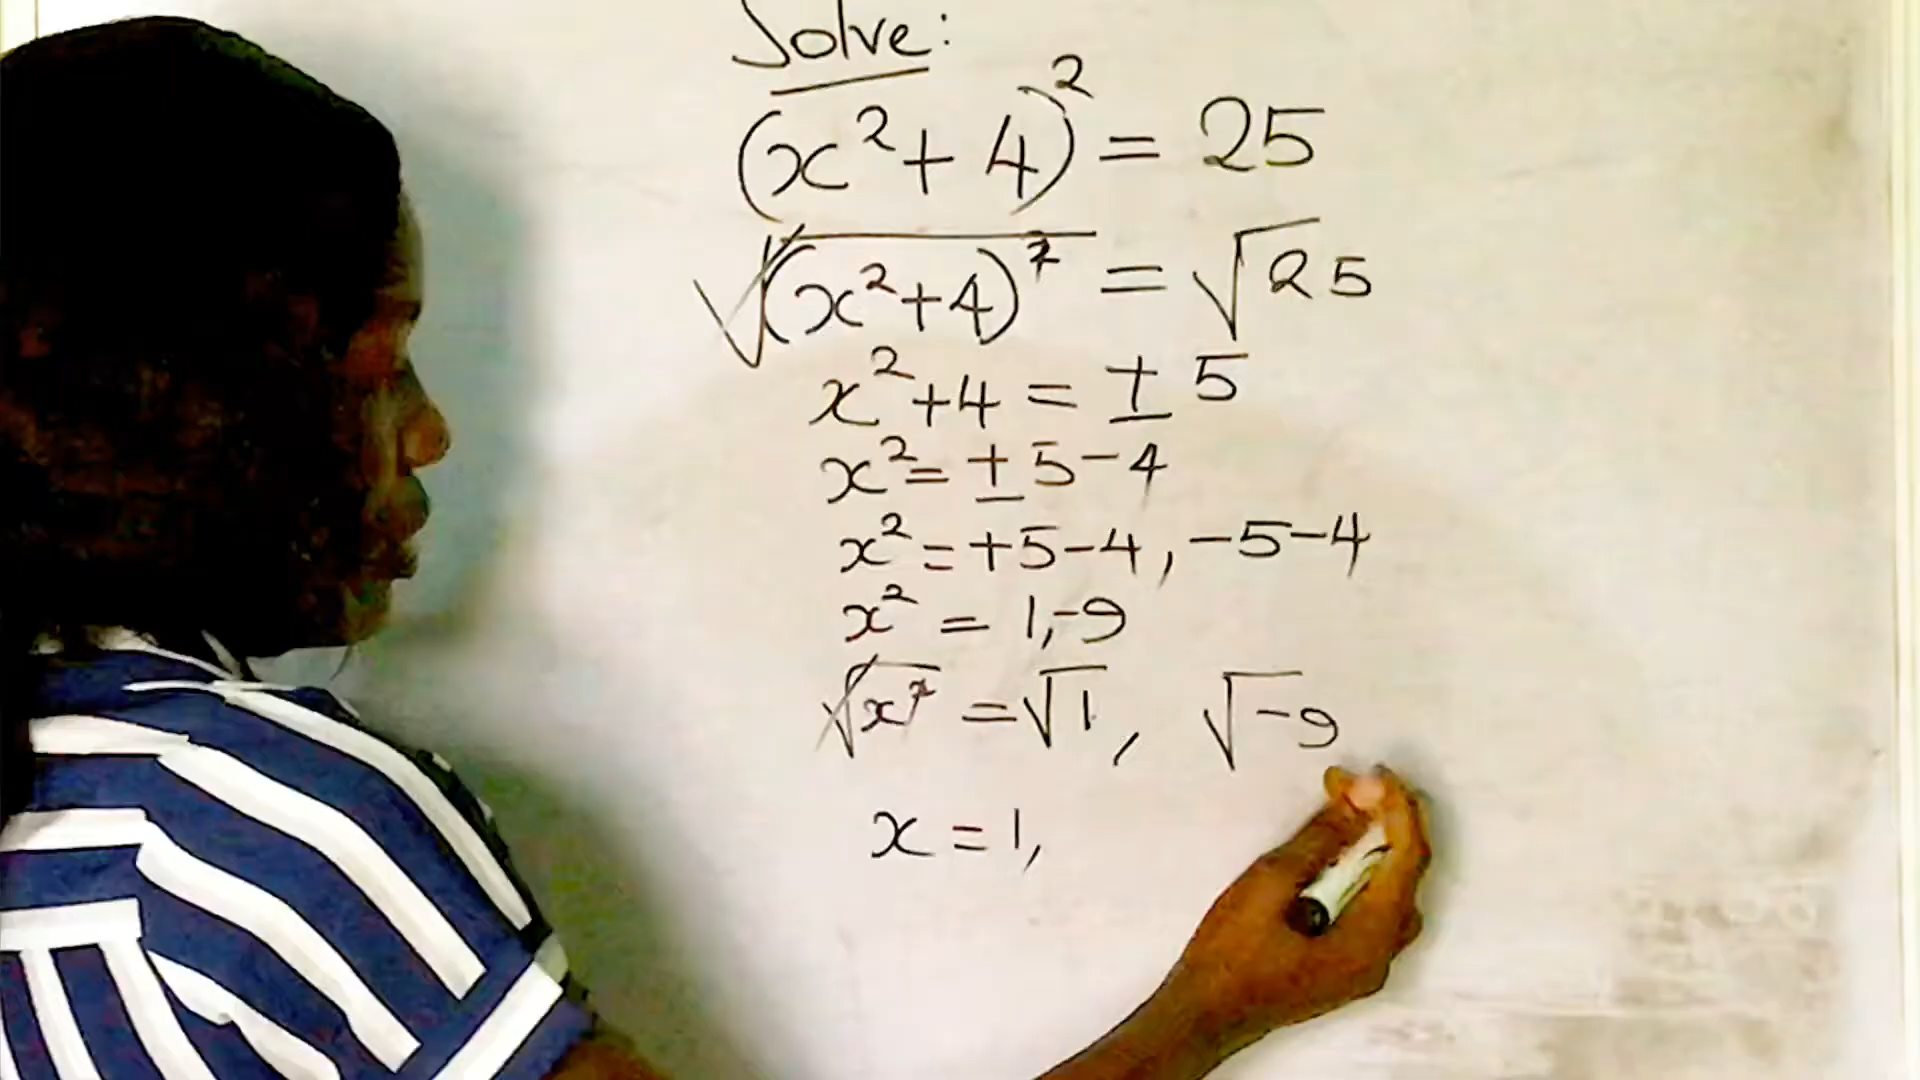 Solve:
(x² + 4)² = 25
√(x²+4)² = √25
x²+4 = ± 5
x² = ± 5 - 4
x² = +5-4, -5-4
x² = 1, -9
√x² = √1, √-9
x = 1,